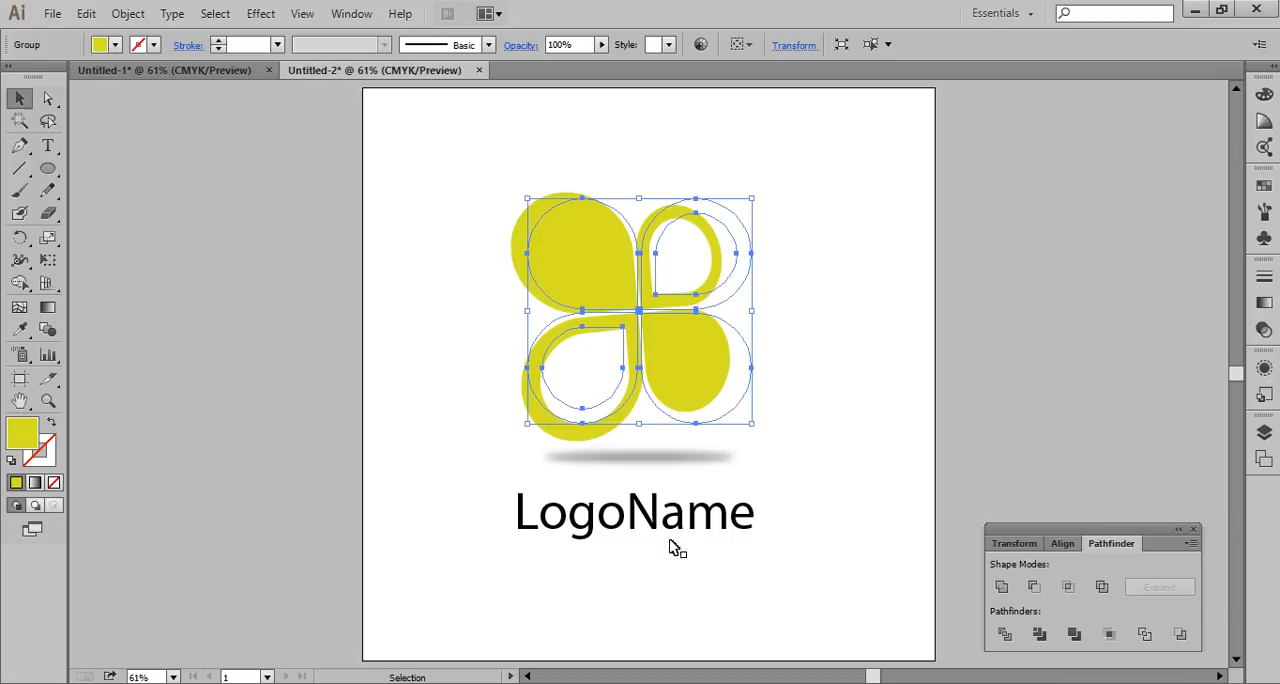 Ai File Edit Object Type Select Effect View Window Help Br Essentials
Group Stroke: Basic Opacity: 100% Style: Transform
Untitled-1* @ 61% (CMYK/Preview) × Untitled-2* @ 61% (CMYK/Preview) ×
T
LogoName
Transform Align Pathfinder
Shape Modes:
Expand
Pathfinders:
61% 1 Selection